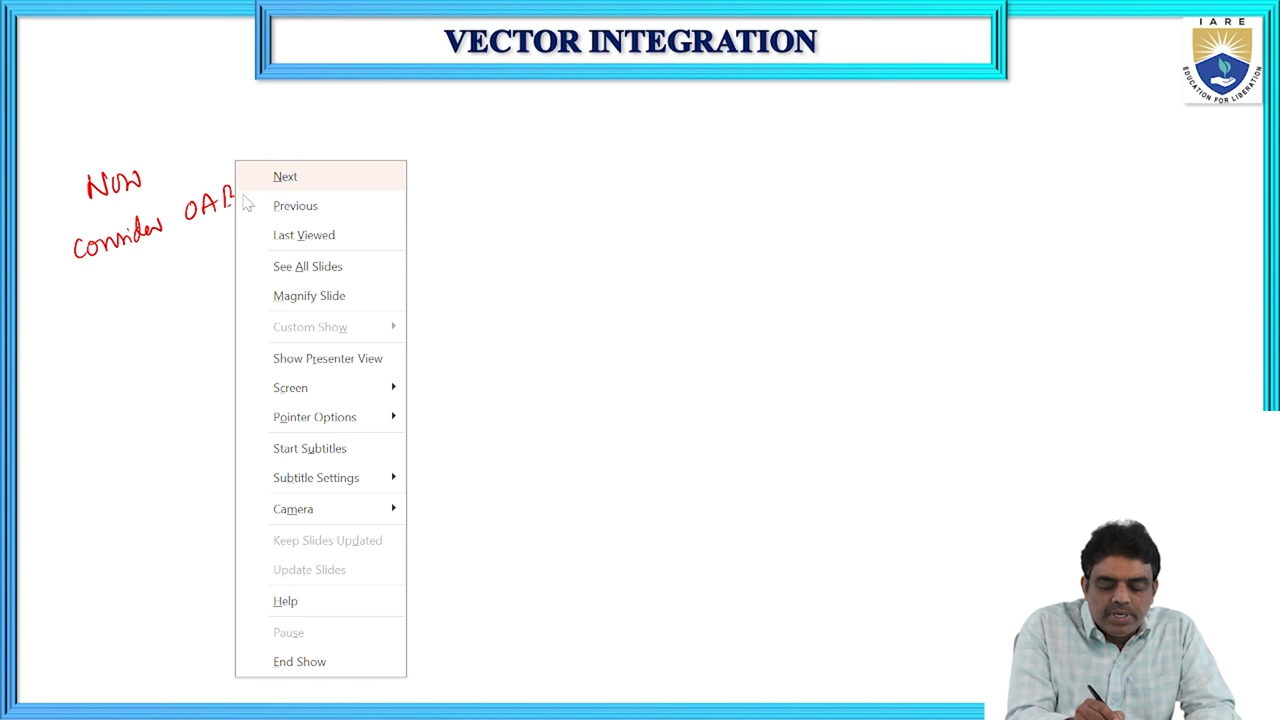 VECTOR INTEGRATION
IARE
EDUCATION FOR LIBERATION
Now
Consider OAB
Next
Previous
Last Viewed
See All Slides
Magnify Slide
Custom Show
Show Presenter View
Screen
Pointer Options
Start Subtitles
Subtitle Settings
Camera
Keep Slides Updated
Update Slides
Help
Pause
End Show